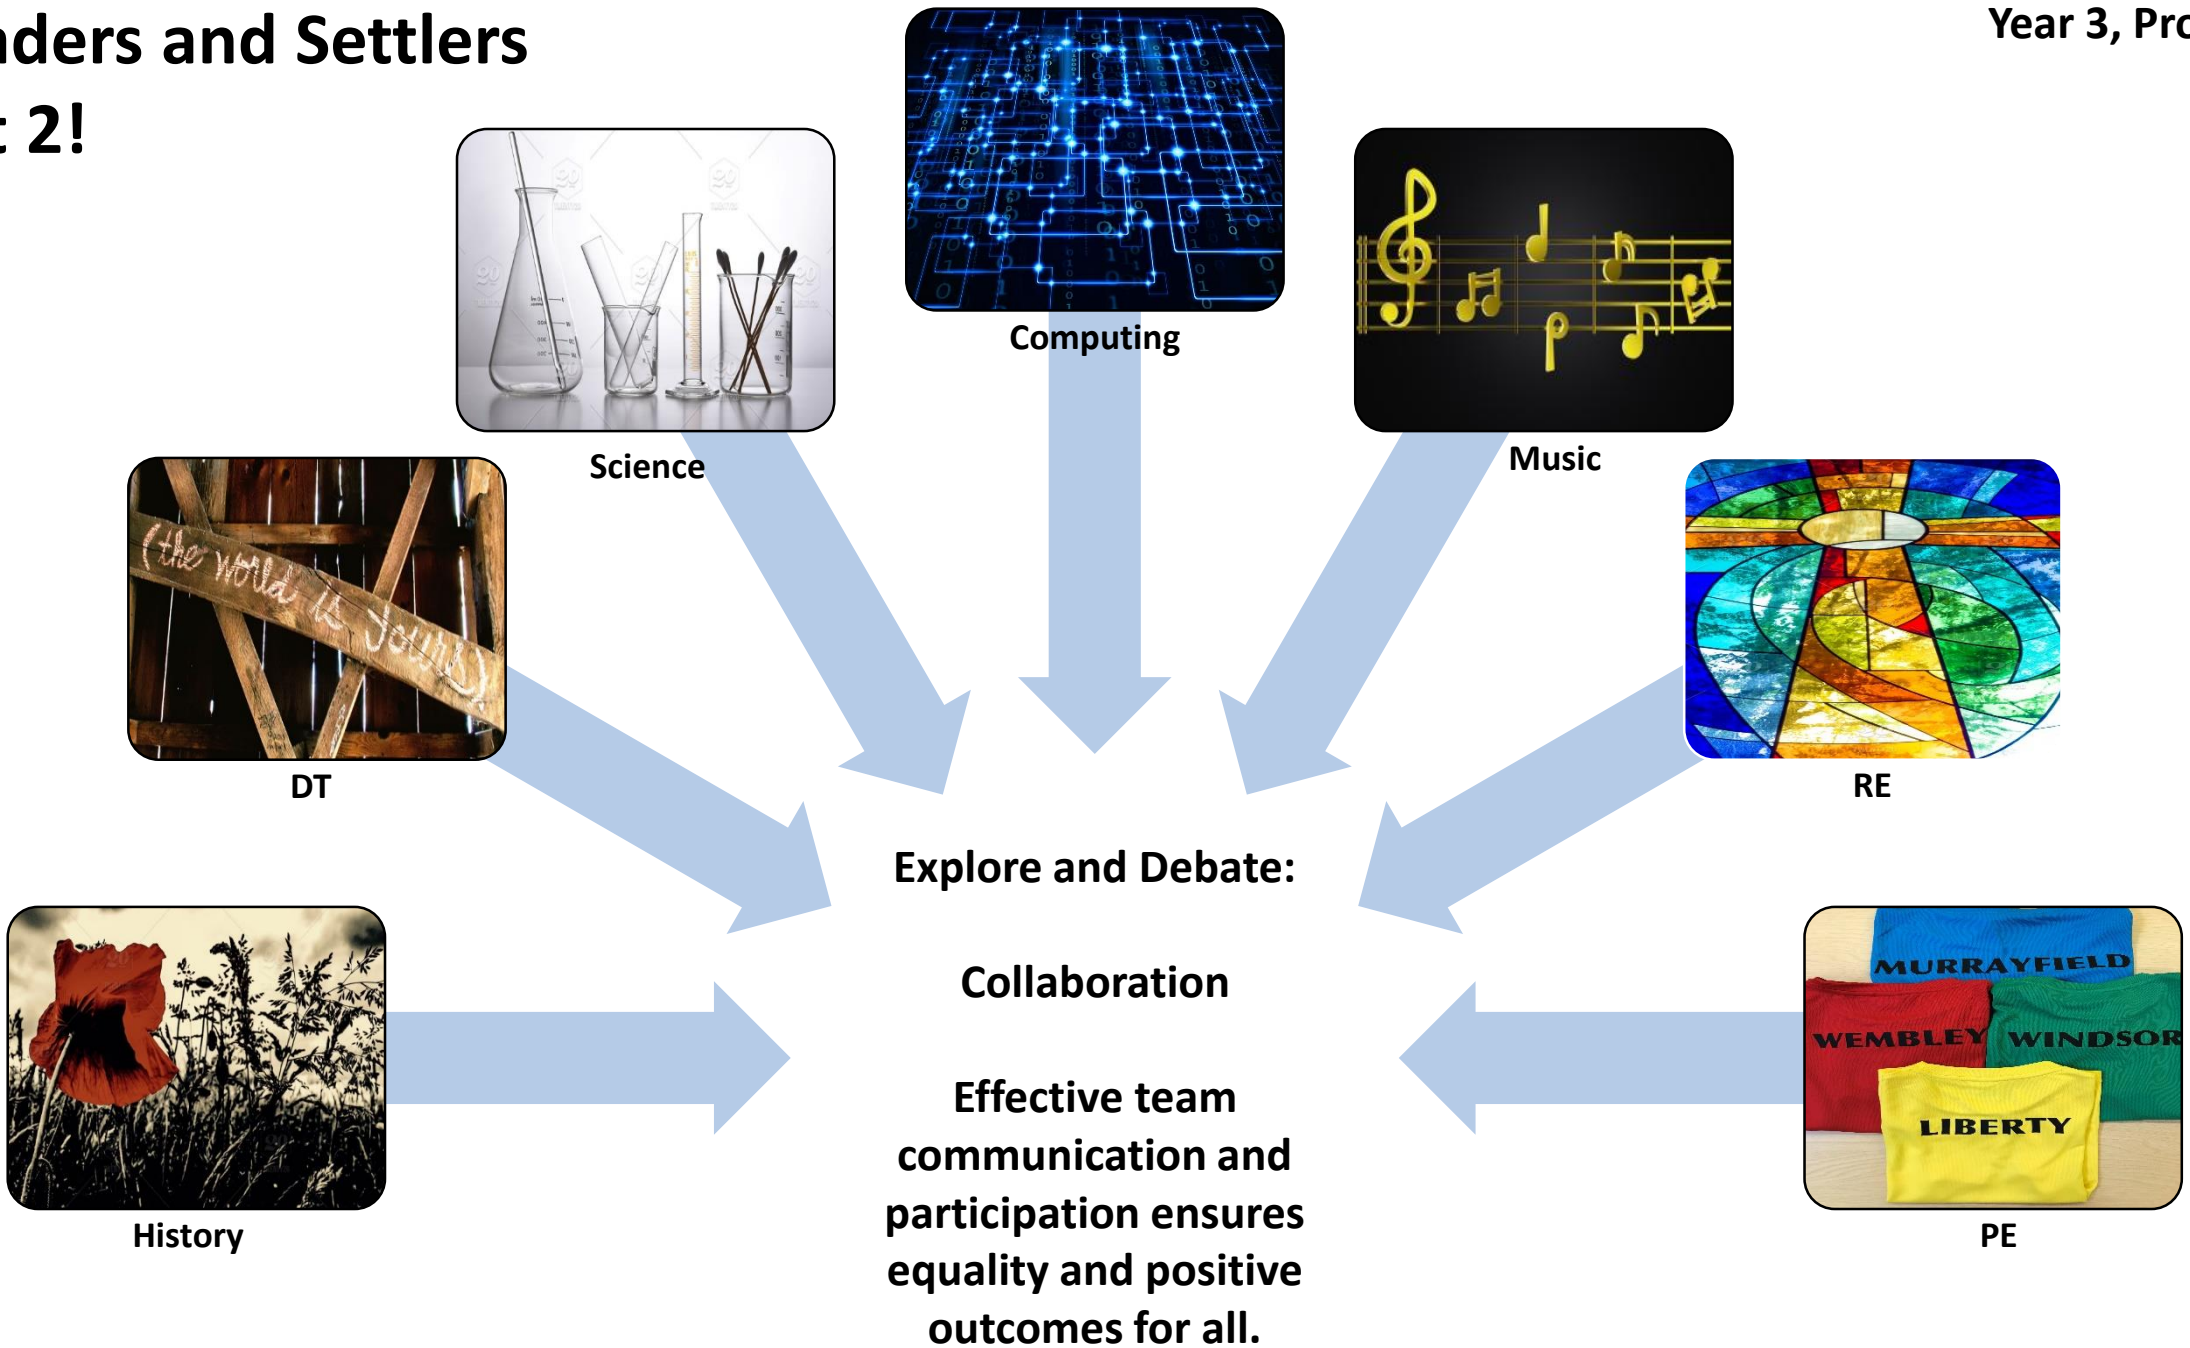 aders and Settlers
t 2!
Year 3, Pro
Computing
Science
Music
(the world is Yours)
DT
RE
Explore and Debate:
Collaboration
Effective team
communication and
participation ensures
equality and positive
outcomes for all.
MURRAYFIELD
WEMBLEY
WINDSOR
LIBERTY
History
PE